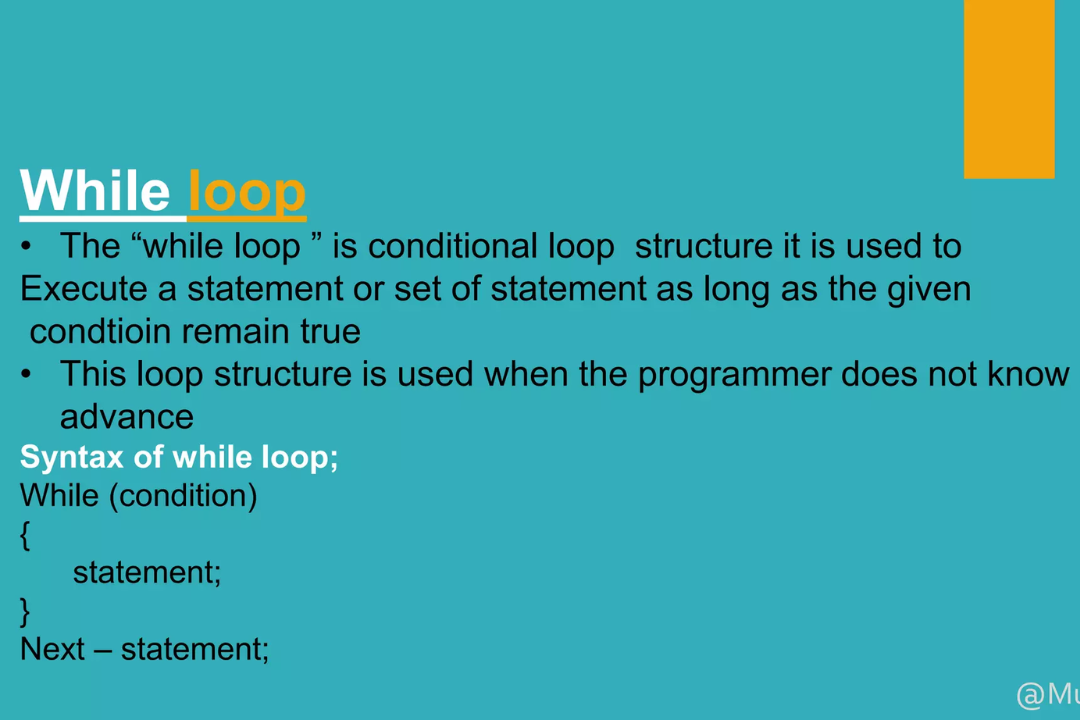 While loop
• The “while loop ” is conditional loop structure it is used to
Execute a statement or set of statement as long as the given
condtioin remain true
• This loop structure is used when the programmer does not know
advance
Syntax of while loop;
While (condition)
{
statement;
}
Next – statement;